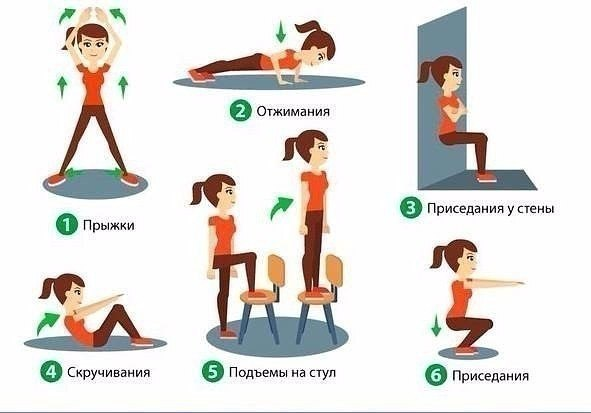 1 Прыжки
2 Отжимания
3 Приседания у стены
4 Скручивания
5 Подъемы на стул
6 Приседания